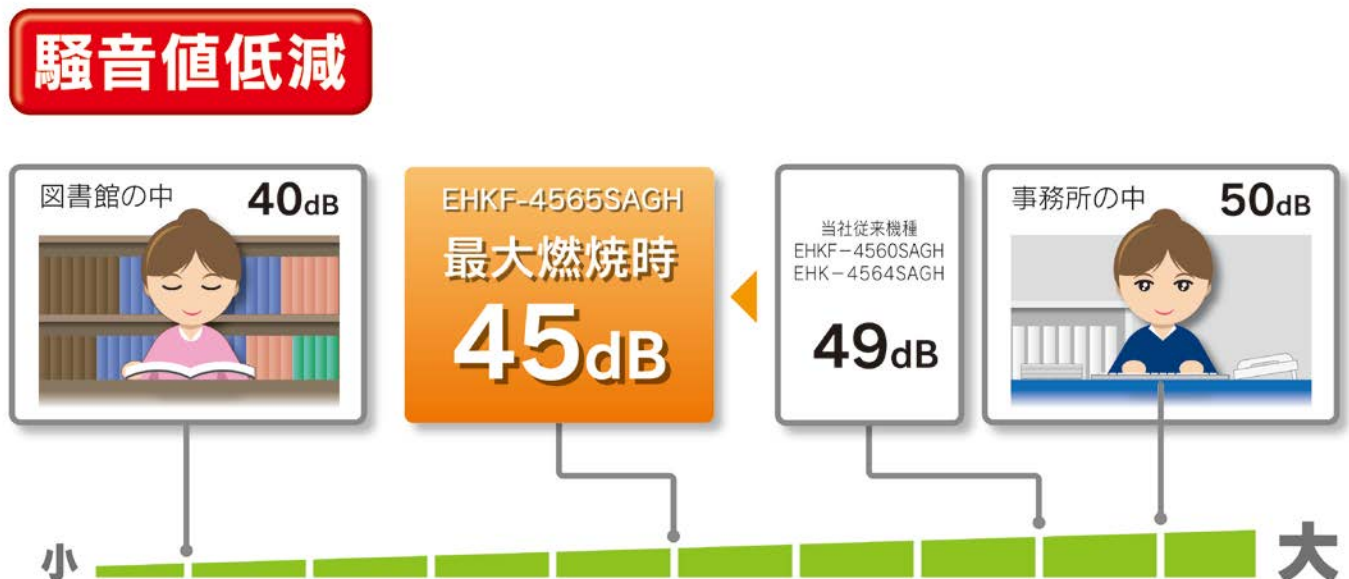 騒音値低減
図書館の中 40dB
EHKF-4565SAGH
最大燃焼時
45dB
当社従来機種
EHKF-4560SAGH
EHK-4564SAGH
49dB
事務所の中 50dB
小 大